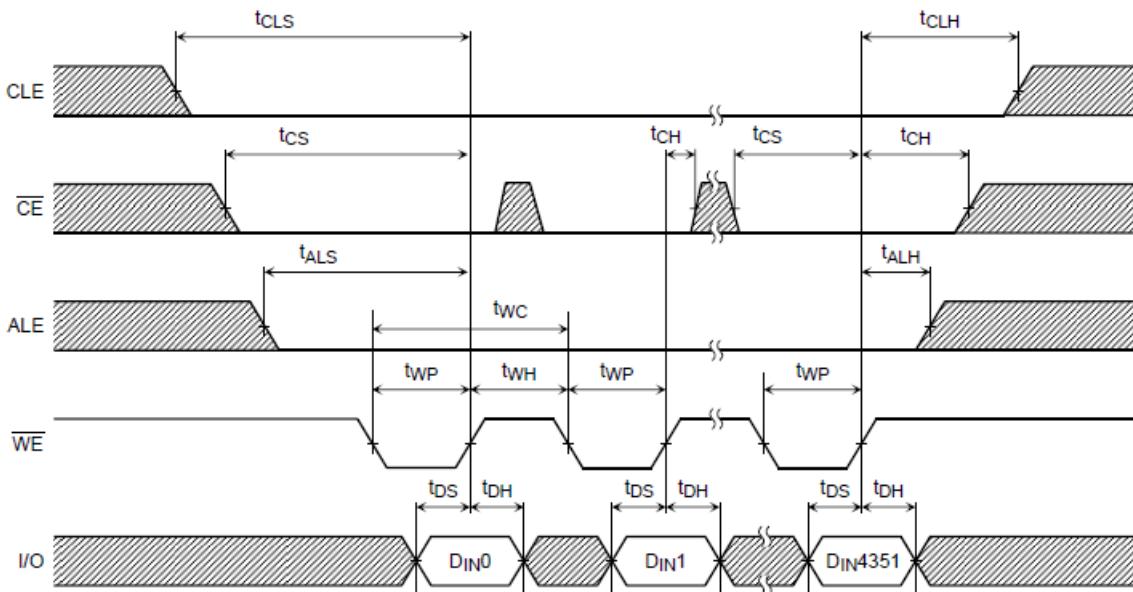 tCLS tCLH
CLE
tCS tCH tCS tCH
CE
tALS tALH
ALE
tWC
tWP tWH tWP tWP
WE
tDS tDH tDS tDH tDS tDH
I/O DIN0 DIN1 DIN4351